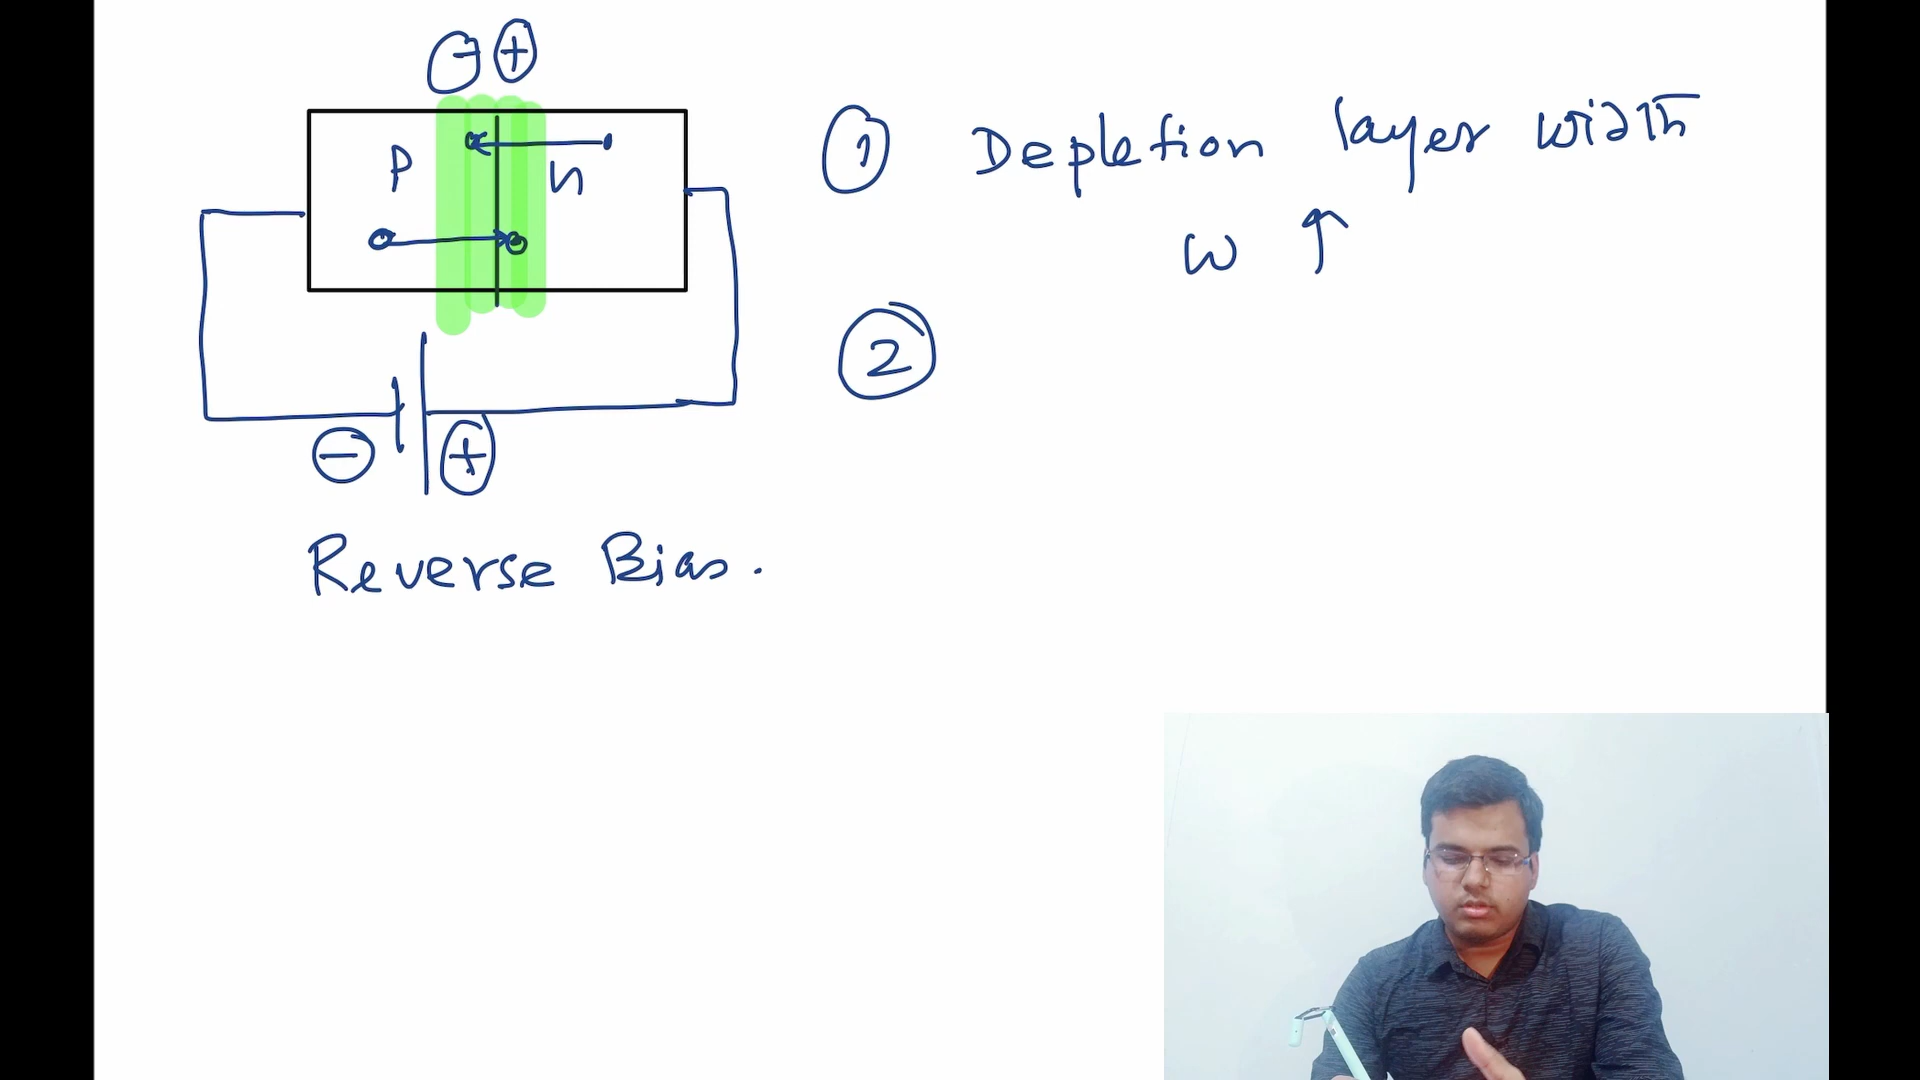 ⊖ ⊕
P n
⊖ ⊕
Reverse Bias.
① Depletion layer width
W ↑
②